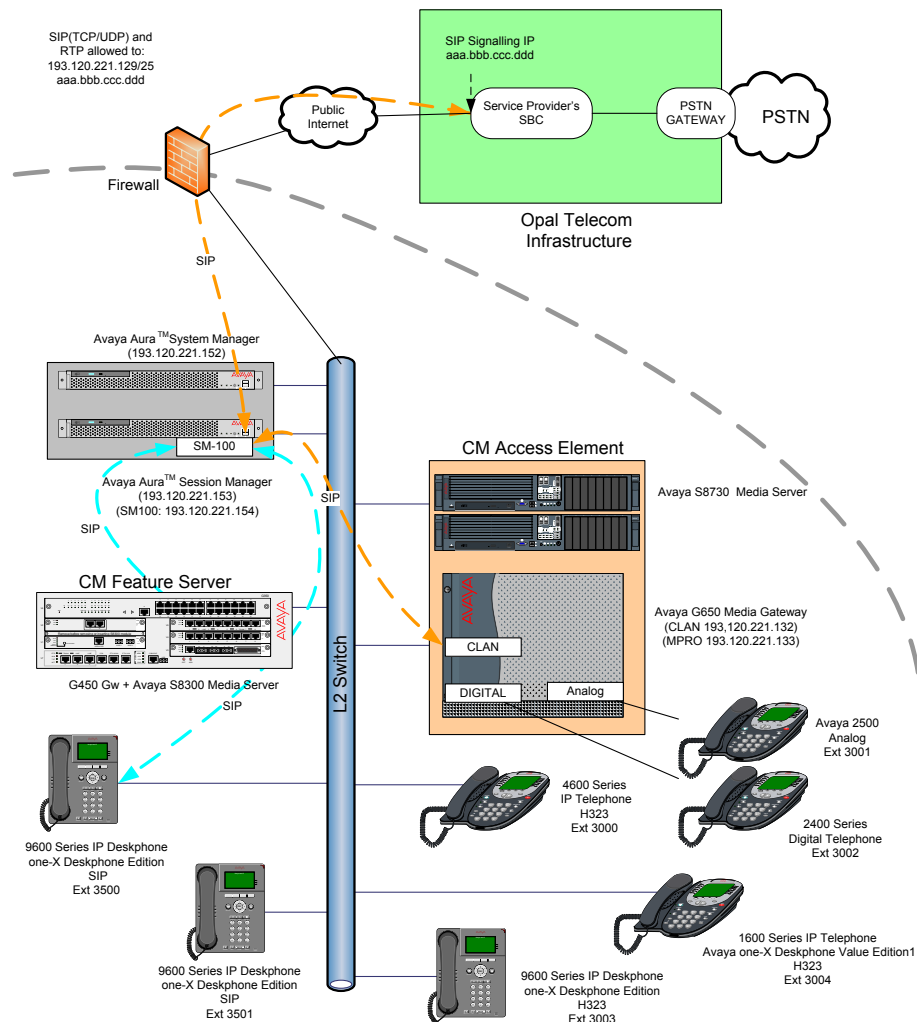 SIP(TCP/UDP) and
RTP allowed to:
193.120.221.129/25
aaa.bbb.ccc.ddd
SIP Signalling IP
aaa.bbb.ccc.ddd
Public
Internet
Service Provider's
SBC
PSTN
GATEWAY
PSTN
Firewall
Opal Telecom
Infrastructure
SIP
Avaya Aura™System Manager
(193.120.221.152)
AVAYA
AVAYA
SM-100
Avaya Aura™ Session Manager
(193.120.221.153)
(SM100: 193.120.221.154)
SIP
SIP
CM Access Element
Avaya S8730 Media Server
CM Feature Server
AVAYA
G450 Gw + Avaya S8300 Media Server
SIP
L2 Switch
AVAYA
Avaya G650 Media Gateway
(CLAN 193.120.221.132)
(MPRO 193.120.221.133)
CLAN
DIGITAL
Analog
Avaya 2500
Analog
Ext 3001
4600 Series
IP Telephone
H323
Ext 3000
2400 Series
Digital Telephone
Ext 3002
9600 Series IP Deskphone
one-X Deskphone Edition
SIP
Ext 3500
1600 Series IP Telephone
Avaya one-X Deskphone Value Edition1
H323
Ext 3004
9600 Series IP Deskphone
one-X Deskphone Edition
SIP
Ext 3501
9600 Series IP Deskphone
one-X Deskphone Edition
H323
Ext 3003